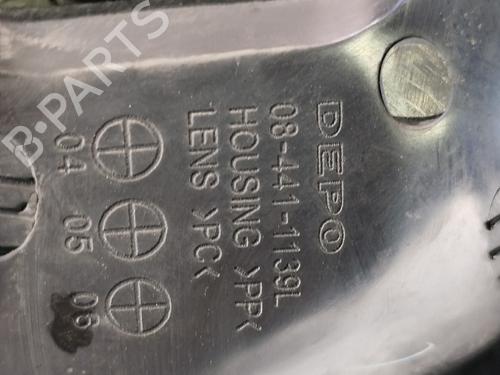 DEPO
08-441-1139L
HOUSING >PP<
LENS >PC<
04
05
06
B-PARTS